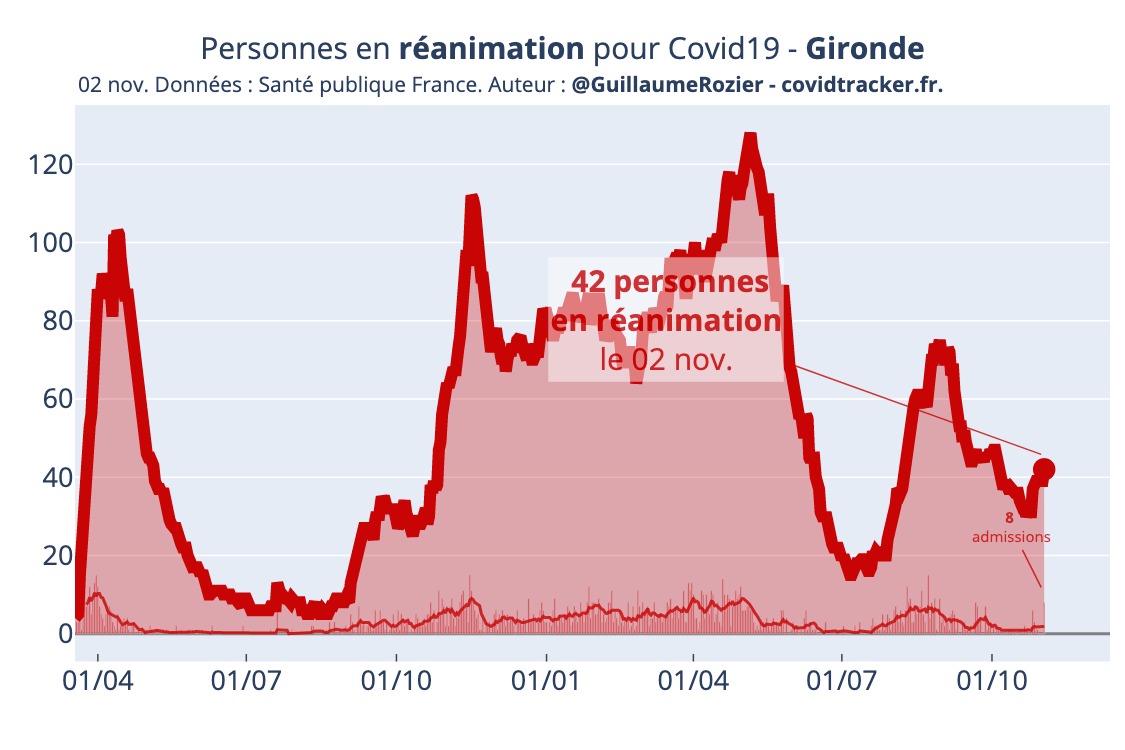 Personnes en réanimation pour Covid19 - Gironde
02 nov. Données : Santé publique France. Auteur : @GuillaumeRozier - covidtracker.fr.
120
100
80
60
40
20
0
42 personnes
en réanimation
le 02 nov.
8
admissions
01/04
01/07
01/10
01/01
01/04
01/07
01/10